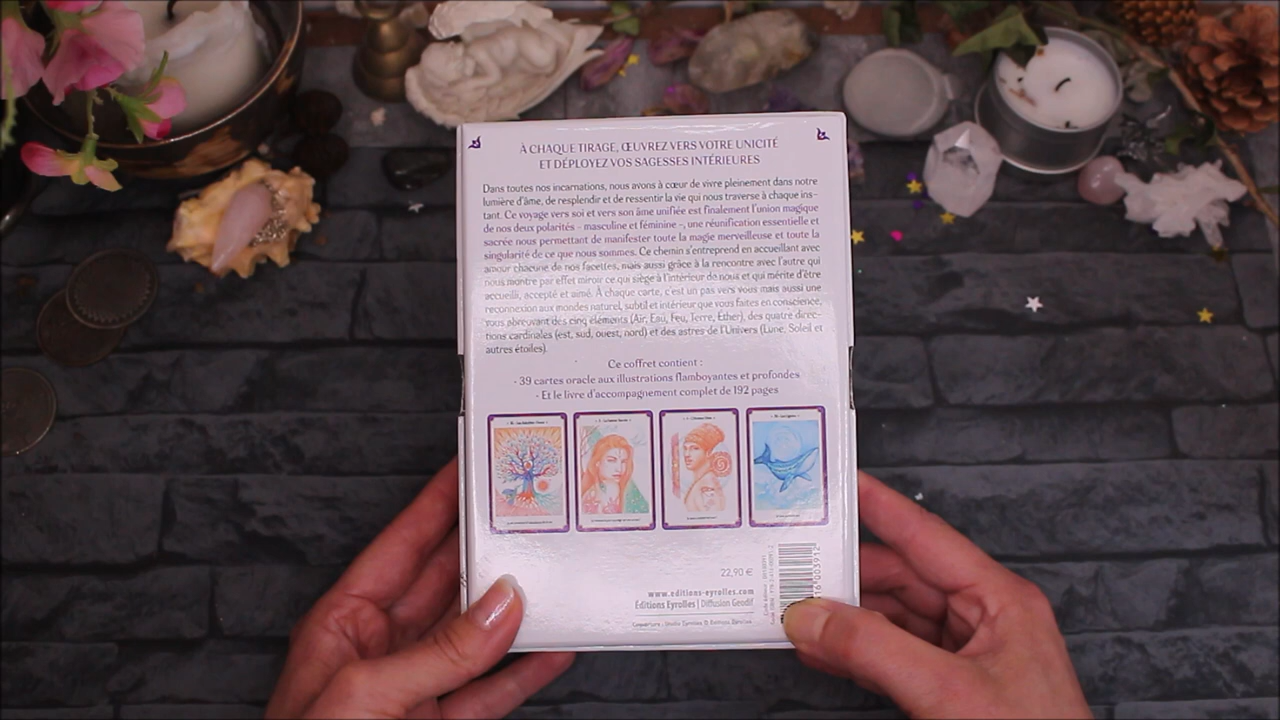 À CHAQUE TIRAGE, ŒUVREZ VERS VOTRE UNICITÉ
ET DÉPLOYEZ VOS SAGESSES INTÉRIEURES
Dans toutes nos incarnations, nous avons à cœur de vivre pleinement dans notre
lumière d'âme, de resplendir et de ressentir la vie qui nous traverse à chaque ins-
tant. Ce voyage vers soi et vers son âme unifiée est finalement l'union magique
de nos deux polarités – masculine et féminine –, une réunification essentielle et
sacrée nous permettant de manifester toute la magie merveilleuse et toute la
singularité de ce que nous sommes. Ce chemin s'entreprend en accueillant avec
amour chacune de nos facettes, mais aussi grâce à la rencontre avec l'autre qui
nous montre par effet miroir ce qui siège à l'intérieur de nous et qui mérite d'être
accueilli, accepté et aimé. À chaque carte, c'est un pas vers vous mais aussi une
reconnexion aux mondes naturel, subtil et intérieur que vous faites en conscience,
vous abreuvant des cinq éléments (Air, Eau, Feu, Terre, Éther), des quatre direc-
tions cardinales (est, sud, ouest, nord) et des astres de l'Univers (Lune, Soleil et
autres étoiles).
Ce coffret contient :
- 39 cartes oracle aux illustrations flamboyantes et profondes
- Et le livre d'accompagnement complet de 192 pages
22,90 €
www.editions-eyrolles.com
Éditions Eyrolles | Diffusion Geodif
Couverture : Studio Eyrolles © Éditions Eyrolles